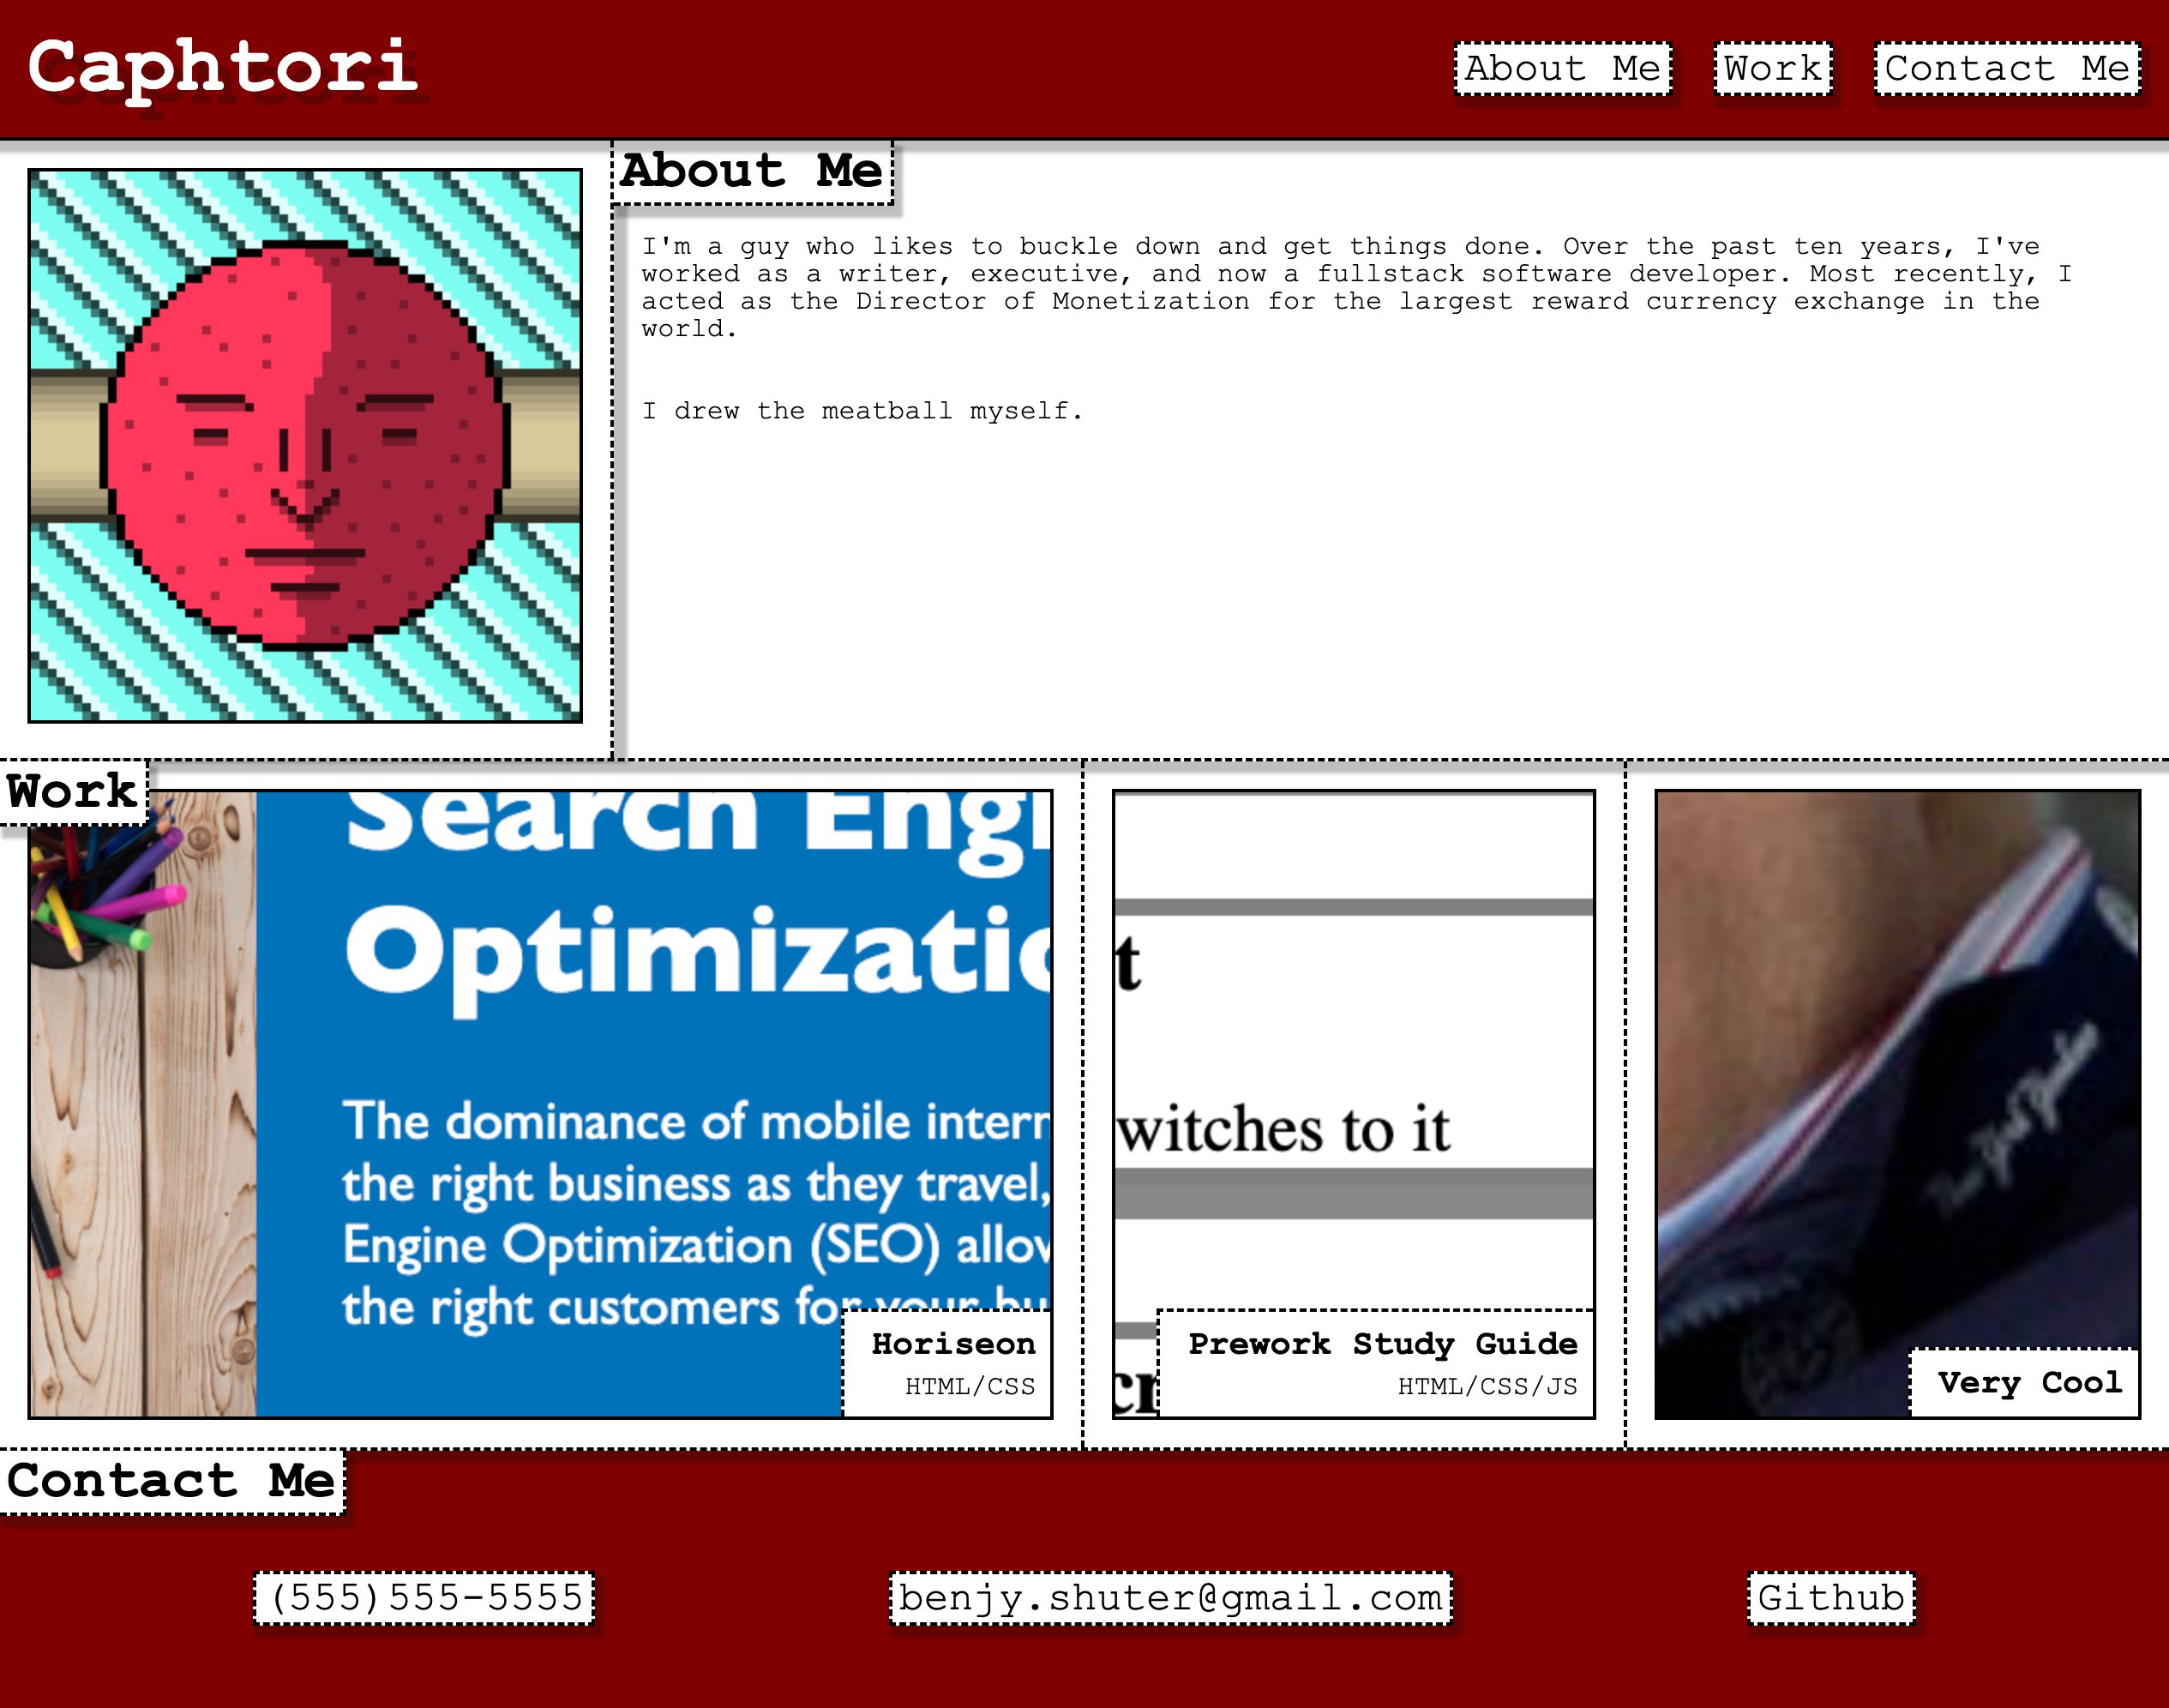 Caphtori
About Me
Work
Contact Me
About Me
I'm a guy who likes to buckle down and get things done. Over the past ten years, I've
worked as a writer, executive, and now a fullstack software developer. Most recently, I
acted as the Director of Monetization for the largest reward currency exchange in the
world.
I drew the meatball myself.
Work
Search Engi
Optimizatio
The dominance of mobile intern
the right business as they travel,
Engine Optimization (SEO) allow
the right customers for your bu
Horiseon
HTML/CSS
t
witches to it
cr
Prework Study Guide
HTML/CSS/JS
Very Cool
Contact Me
(555)555-5555
benjy.shuter@gmail.com
Github